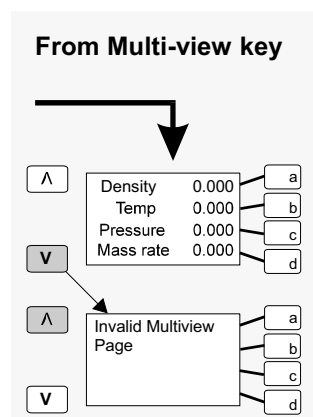 From Multi-view key
Λ
Density 0.000 a
Temp 0.000 b
Pressure 0.000 c
Mass rate 0.000 d
V
Λ
Invalid Multiview a
Page b
c
V d